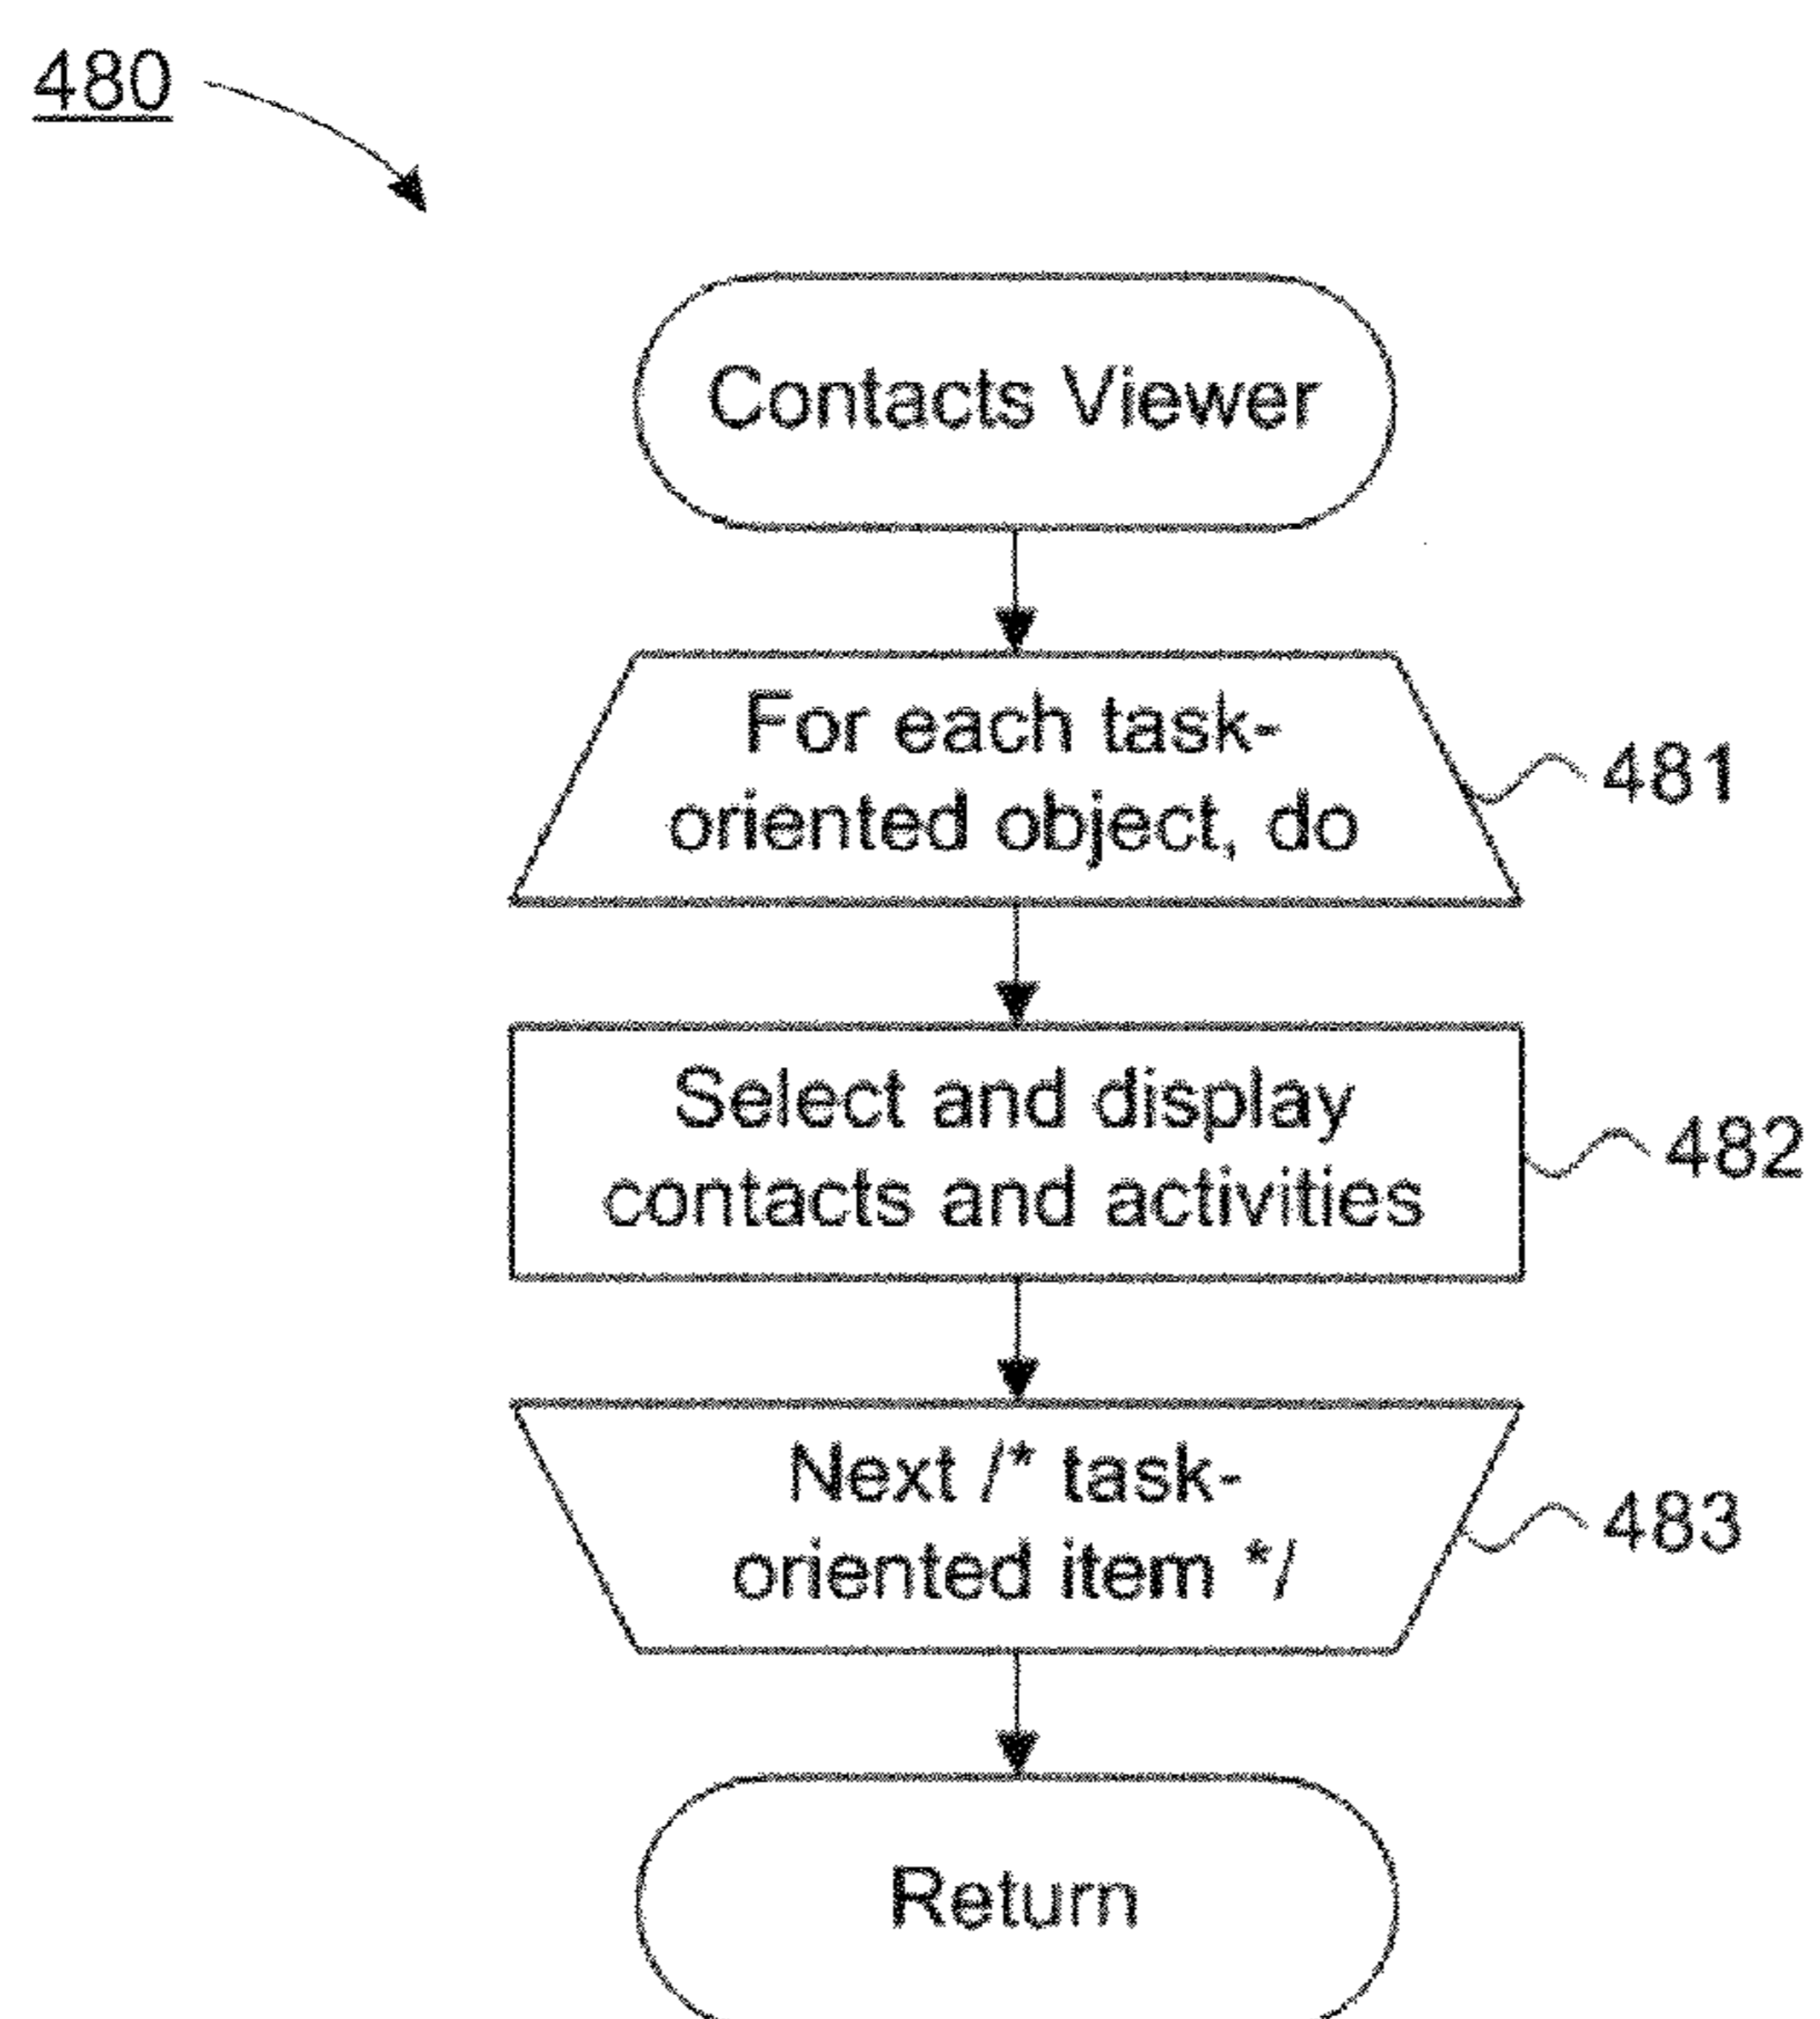 480
Contacts Viewer
For each task-
oriented object, do
481
Select and display
contacts and activities
482
Next /* task-
oriented item */
483
Return